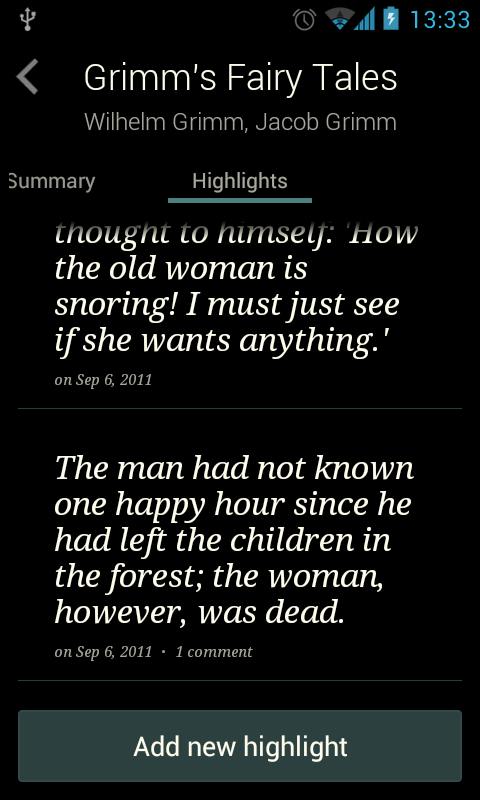 13:33
Grimm's Fairy Tales
Wilhelm Grimm, Jacob Grimm
Summary Highlights
thought to himself: 'How
the old woman is
snoring! I must just see
if she wants anything.'
on Sep 6, 2011
The man had not known
one happy hour since he
had left the children in
the forest; the woman,
however, was dead.
on Sep 6, 2011 • 1 comment
Add new highlight